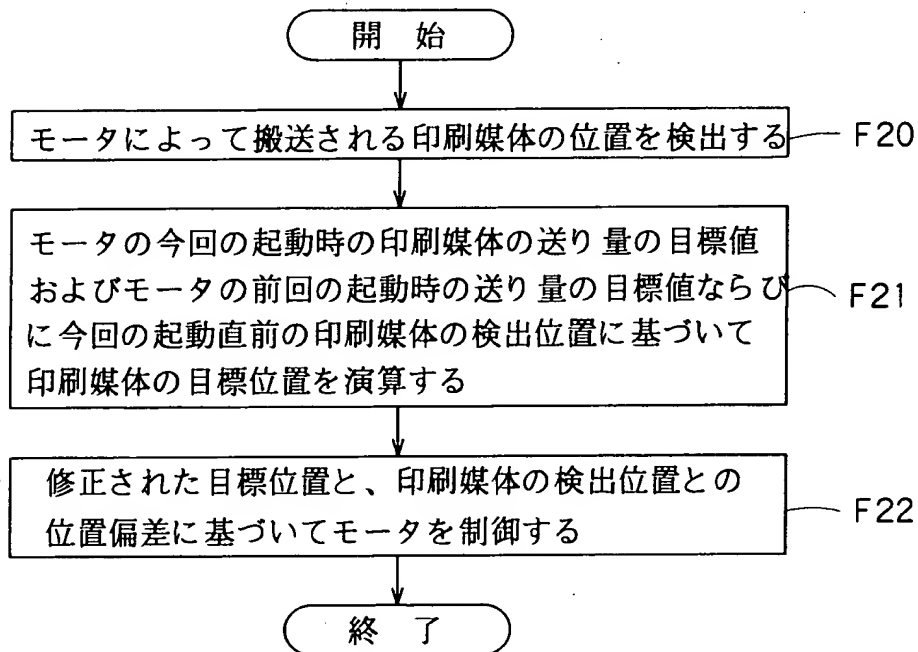 開 始
モータによって搬送される印刷媒体の位置を検出する
F20
モータの今回の起動時の印刷媒体の送り量の目標値
およびモータの前回の起動時の送り量の目標値ならび
に今回の起動直前の印刷媒体の検出位置に基づいて
印刷媒体の目標位置を演算する
F21
修正された目標位置と、印刷媒体の検出位置との
位置偏差に基づいてモータを制御する
F22
終 了